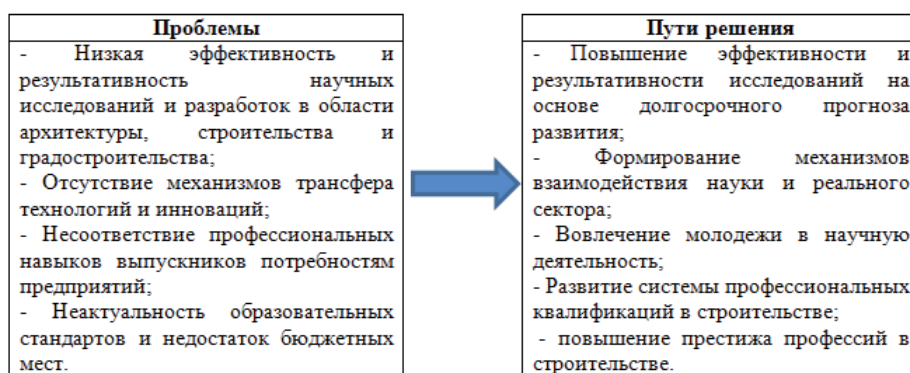 Проблемы
- Низкая эффективность и
результативность научных
исследований и разработок в области
архитектуры, строительства и
градостроительства;
- Отсутствие механизмов трансфера
технологий и инноваций;
- Несоответствие профессиональных
навыков выпускников потребностям
предприятий;
- Неактуальность образовательных
стандартов и недостаток бюджетных
мест.
Пути решения
- Повышение эффективности и
результативности исследований на
основе долгосрочного прогноза
развития;
- Формирование механизмов
взаимодействия науки и реального
сектора;
- Вовлечение молодежи в научную
деятельность;
- Развитие системы профессиональных
квалификаций в строительстве;
- повышение престижа профессий в
строительстве.